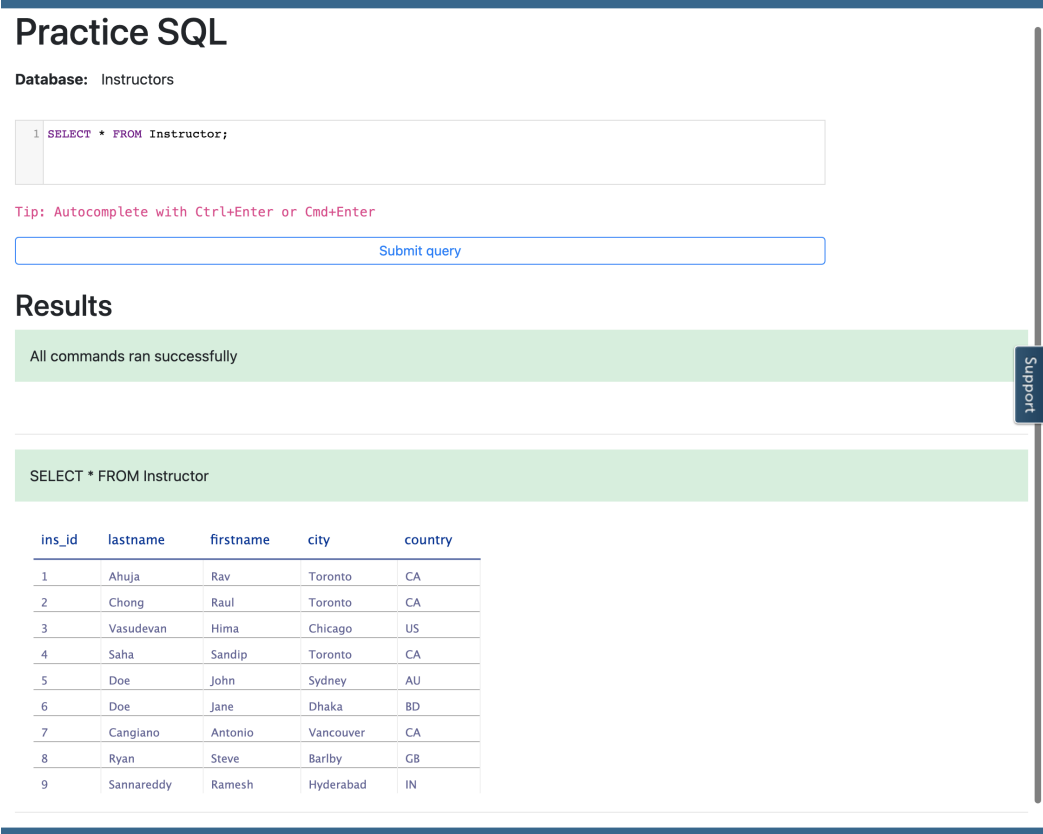 Practice SQL
Database: Instructors
1 SELECT * FROM Instructor;
Tip: Autocomplete with Ctrl+Enter or Cmd+Enter
Submit query
Results
All commands ran successfully
Support
SELECT * FROM Instructor
ins_id lastname firstname city country
1 Ahuja Rav Toronto CA
2 Chong Raul Toronto CA
3 Vasudevan Hima Chicago US
4 Saha Sandip Toronto CA
5 Doe John Sydney AU
6 Doe Jane Dhaka BD
7 Cangiano Antonio Vancouver CA
8 Ryan Steve Barlby GB
9 Sannareddy Ramesh Hyderabad IN